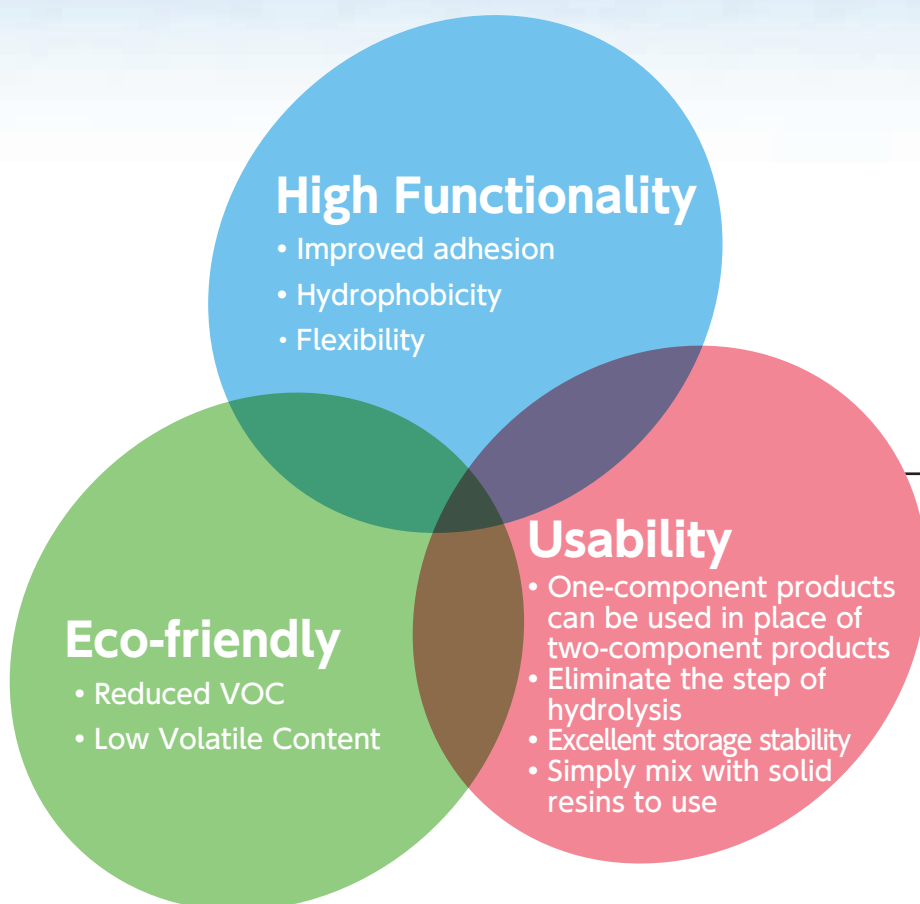 High Functionality
• Improved adhesion
• Hydrophobicity
• Flexibility
Eco-friendly
• Reduced VOC
• Low Volatile Content
Usability
• One-component products
can be used in place of
two-component products
• Eliminate the step of
hydrolysis
• Excellent storage stability
• Simply mix with solid
resins to use